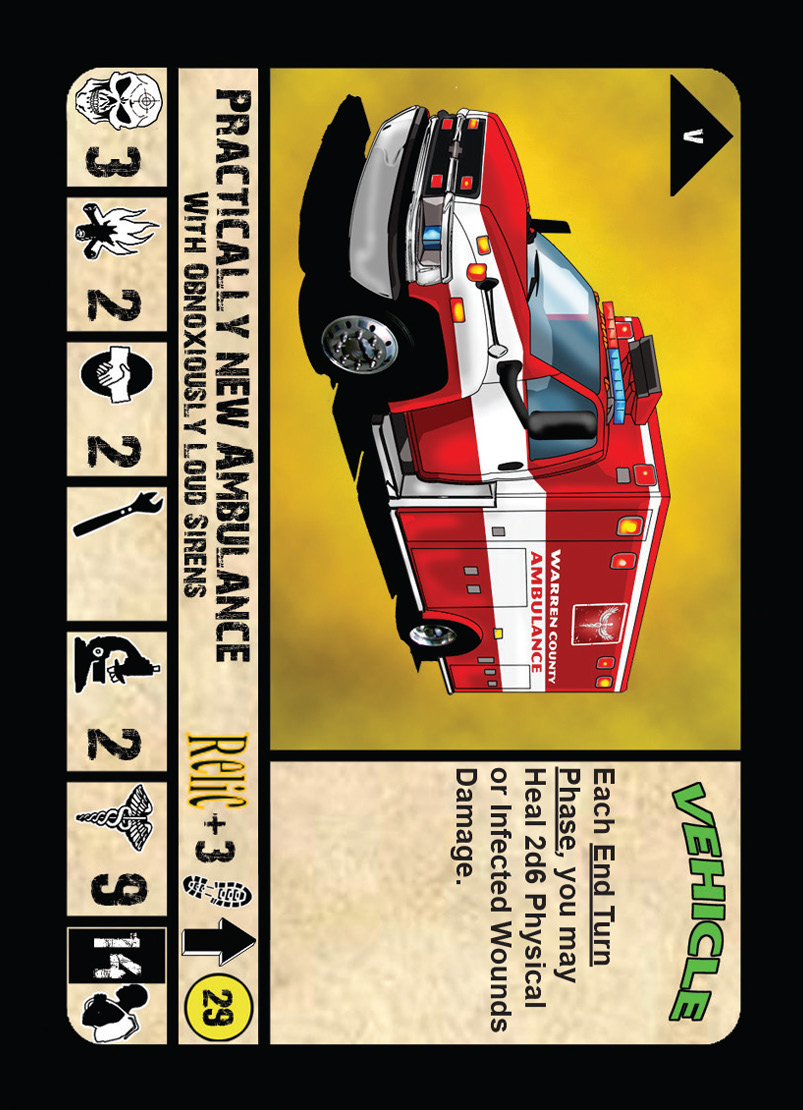 V
VEHICLE
WARREN COUNTY
AMBULANCE
Each End Turn
Phase, you may
Heal 2d6 Physical
or Infected Wounds
Damage.
PRACTICALLY NEW AMBULANCE
WITH OBNOXIOUSLY LOUD SIRENS
Relic +3 29
3 2 2 2 9 14